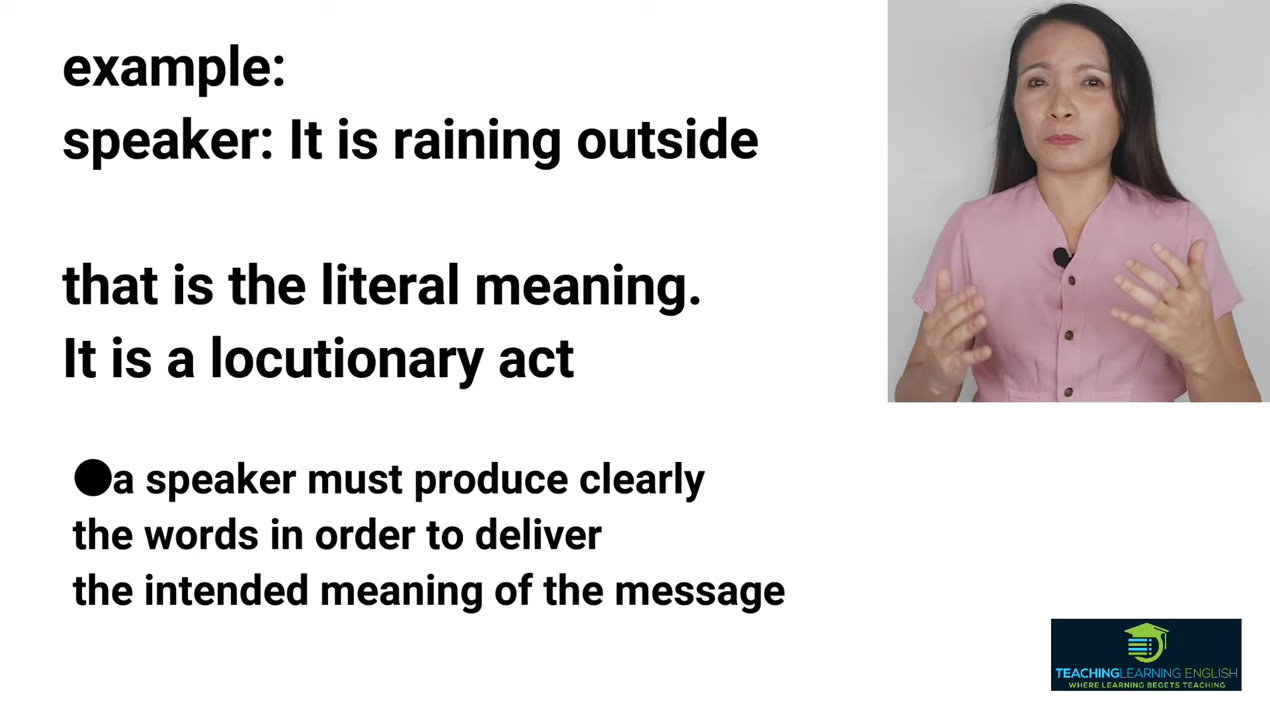 example:
speaker: It is raining outside
that is the literal meaning.
It is a locutionary act
●a speaker must produce clearly
the words in order to deliver
the intended meaning of the message
TEACHINGLEARNING ENGLISH
WHERE LEARNING BEGETS TEACHING